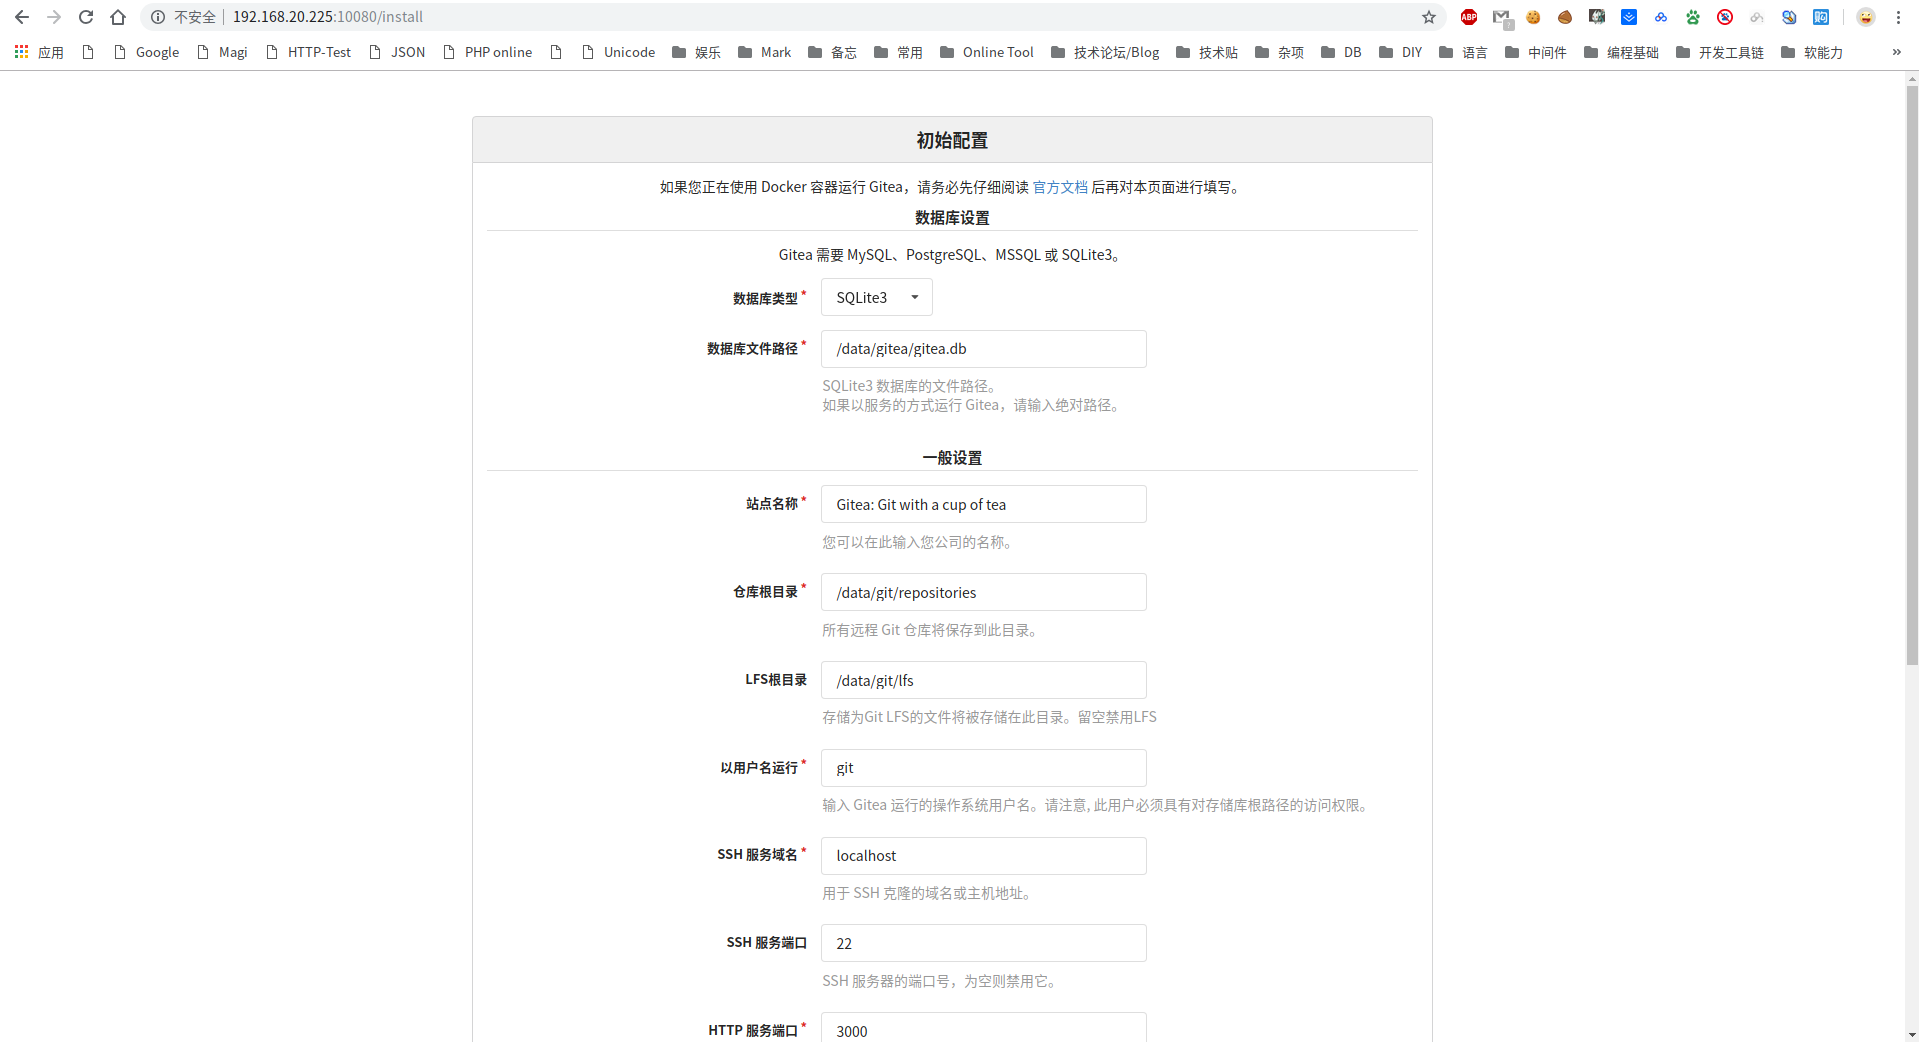 不安全 192.168.20.225:10080/install
应用 Google Magi HTTP-Test JSON PHP online Unicode 娱乐 Mark 备忘 常用 Online Tool 技术论坛/Blog 技术贴 杂项 DB DIY 语言 中间件 编程基础 开发工具链 软能力 »
初始配置
如果您正在使用 Docker 容器运行 Gitea，请务必先仔细阅读 官方文档 后再对本页面进行填写。
数据库设置
Gitea 需要 MySQL、PostgreSQL、MSSQL 或 SQLite3。
数据库类型* SQLite3
数据库文件路径* /data/gitea/gitea.db
SQLite3 数据库的文件路径。
如果以服务的方式运行 Gitea，请输入绝对路径。
一般设置
站点名称* Gitea: Git with a cup of tea
您可以在此输入您公司的名称。
仓库根目录* /data/git/repositories
所有远程 Git 仓库将保存到此目录。
LFS根目录 /data/git/lfs
存储为Git LFS的文件将被存储在此目录。留空禁用LFS
以用户名运行* git
输入 Gitea 运行的操作系统用户名。请注意, 此用户必须具有对存储库根路径的访问权限。
SSH 服务域名* localhost
用于 SSH 克隆的域名或主机地址。
SSH 服务端口 22
SSH 服务器的端口号，为空则禁用它。
HTTP 服务端口* 3000